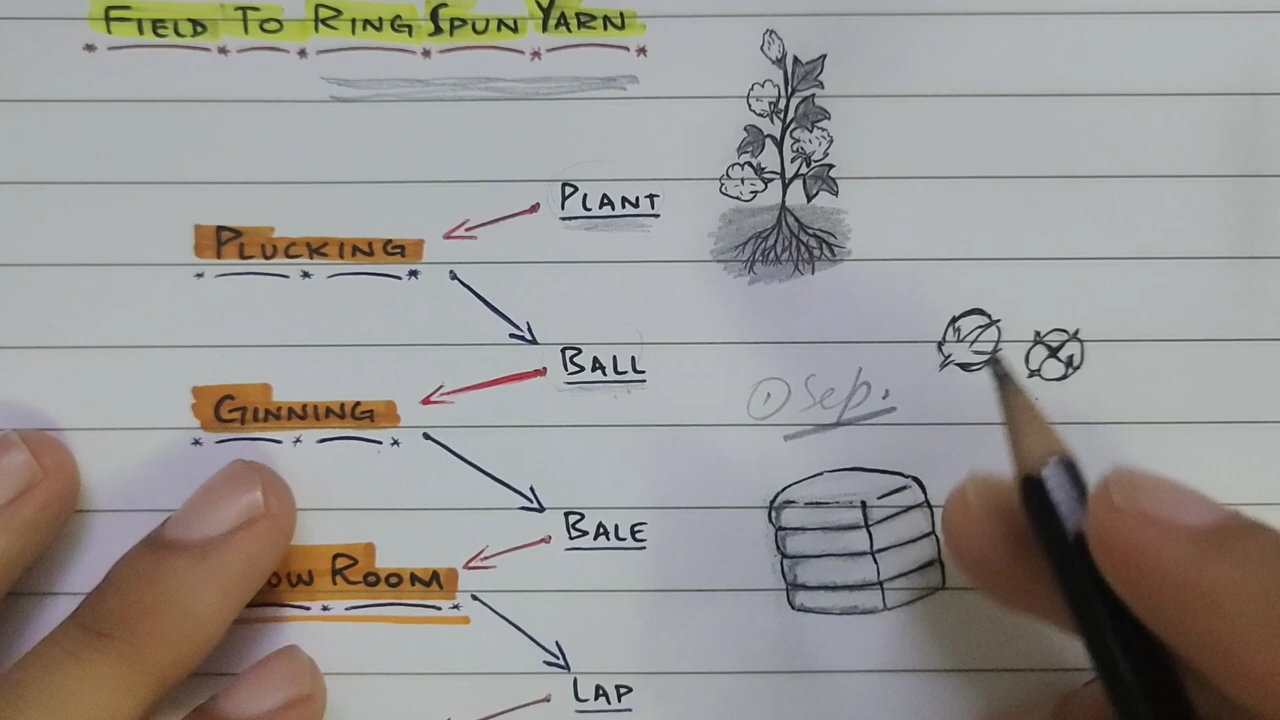 FIELD TO RING SPUN YARN
PLANT
PLUCKING
BALL
① Sep.
GINNING
BALE
OW ROOM
LAP